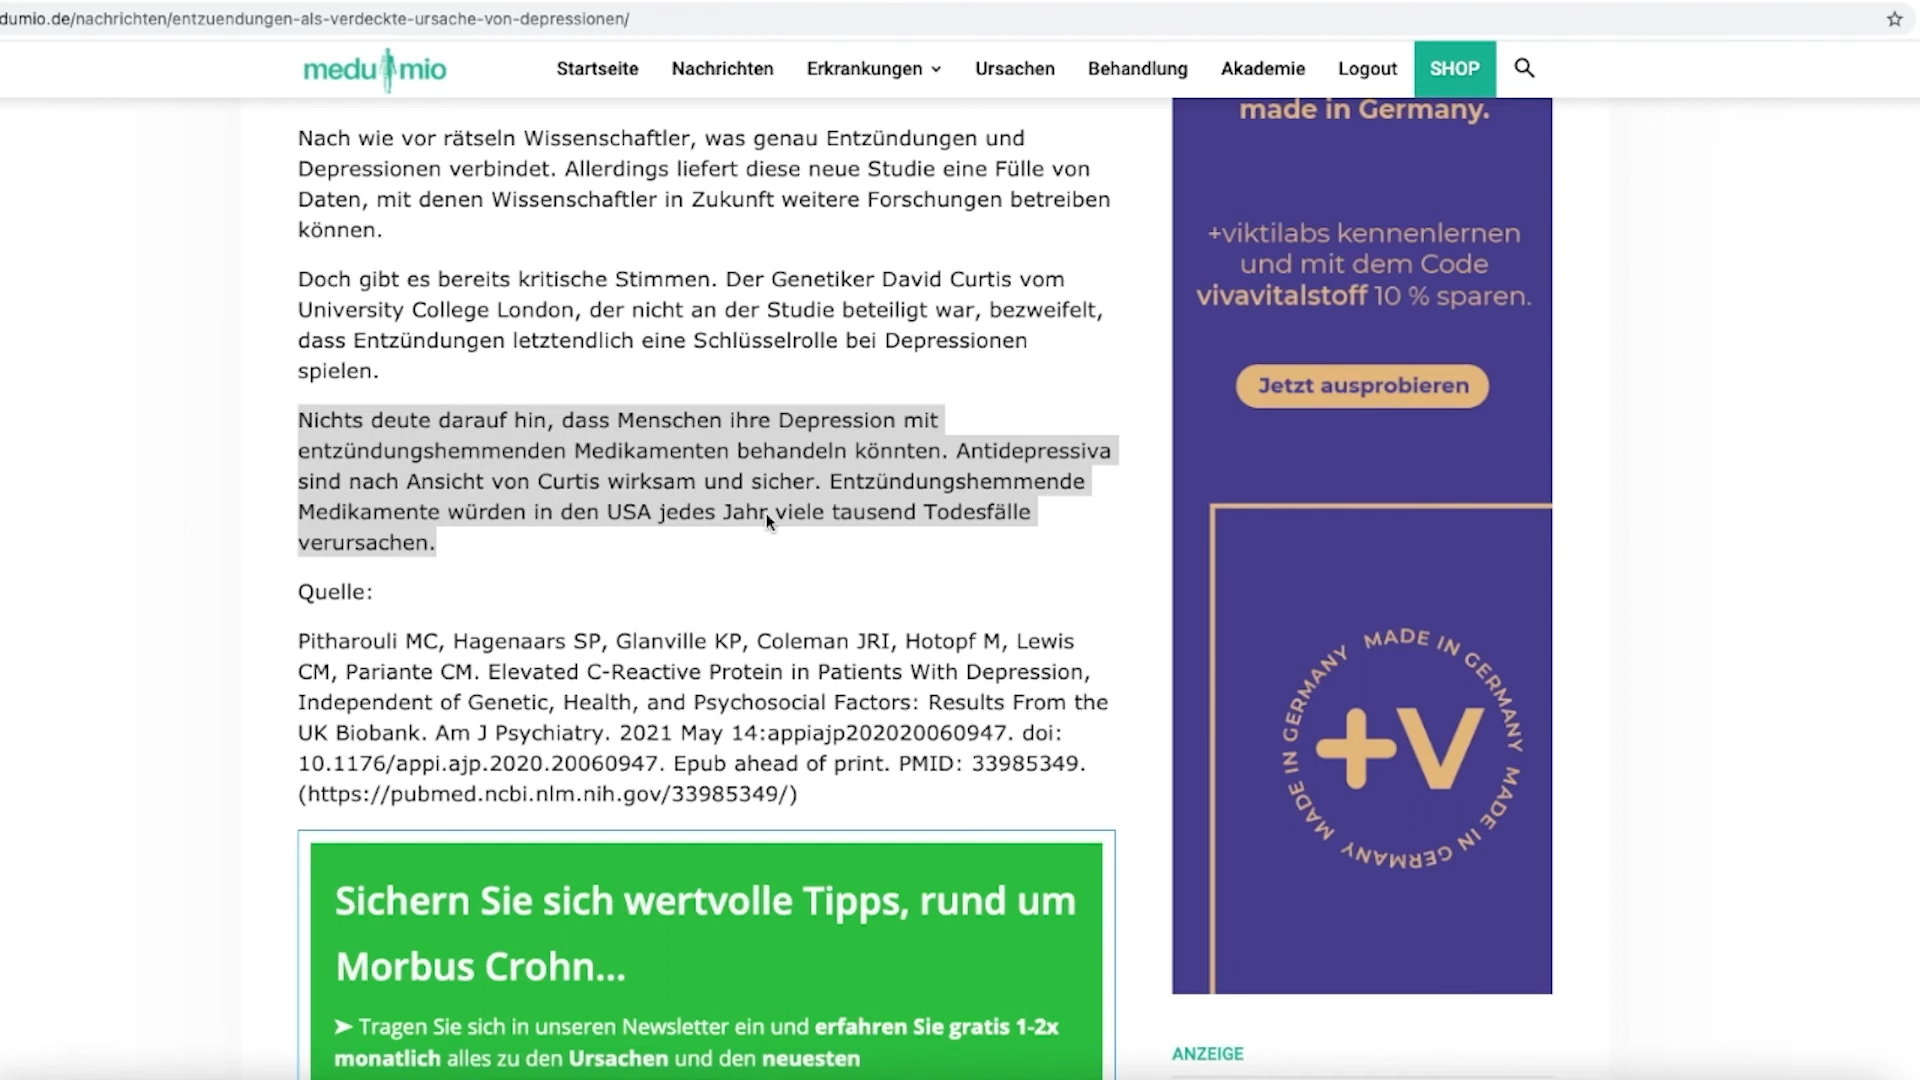 dumio.de/nachrichten/entzuendungen-als-verdeckte-ursache-von-depressionen/
medumio
Startseite
Nachrichten
Erkrankungen
Ursachen
Behandlung
Akademie
Logout
SHOP
Nach wie vor rätseln Wissenschaftler, was genau Entzündungen und
Depressionen verbindet. Allerdings liefert diese neue Studie eine Fülle von
Daten, mit denen Wissenschaftler in Zukunft weitere Forschungen betreiben
können.
Doch gibt es bereits kritische Stimmen. Der Genetiker David Curtis vom
University College London, der nicht an der Studie beteiligt war, bezweifelt,
dass Entzündungen letztendlich eine Schlüsselrolle bei Depressionen
spielen.
Nichts deute darauf hin, dass Menschen ihre Depression mit
entzündungshemmenden Medikamenten behandeln könnten. Antidepressiva
sind nach Ansicht von Curtis wirksam und sicher. Entzündungshemmende
Medikamente würden in den USA jedes Jahr viele tausend Todesfälle
verursachen.
Quelle:
Pitharouli MC, Hagenaars SP, Glanville KP, Coleman JRI, Hotopf M, Lewis
CM, Pariante CM. Elevated C-Reactive Protein in Patients With Depression,
Independent of Genetic, Health, and Psychosocial Factors: Results From the
UK Biobank. Am J Psychiatry. 2021 May 14:appiajp202020060947. doi:
10.1176/appi.ajp.2020.20060947. Epub ahead of print. PMID: 33985349.
(https://pubmed.ncbi.nlm.nih.gov/33985349/)
Sichern Sie sich wertvolle Tipps, rund um
Morbus Crohn...
➤ Tragen Sie sich in unseren Newsletter ein und erfahren Sie gratis 1-2x
monatlich alles zu den Ursachen und den neuesten
made in Germany.
+viktilabs kennenlernen
und mit dem Code
vivavitalstoff 10 % sparen.
Jetzt ausprobieren
MADE IN GERMANY MADE IN GERMANY MADE IN GERMANY
+V
ANZEIGE